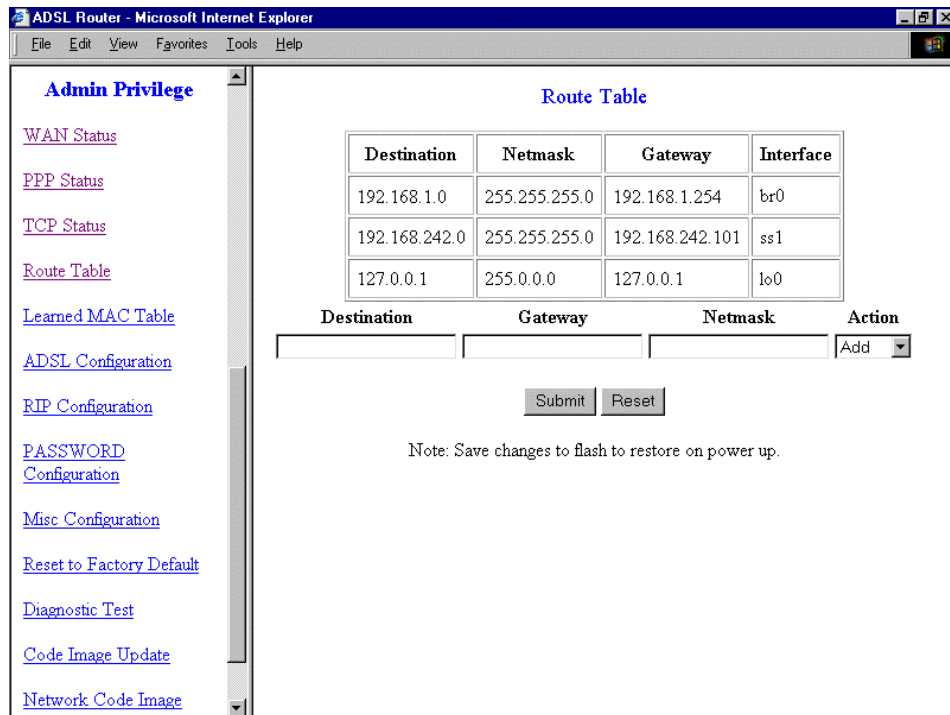 ADSL Router - Microsoft Internet Explorer
File Edit View Favorites Tools Help
Admin Privilege
WAN Status
PPP Status
TCP Status
Route Table
Learned MAC Table
ADSL Configuration
RIP Configuration
PASSWORD
Configuration
Misc Configuration
Reset to Factory Default
Diagnostic Test
Code Image Update
Network Code Image
Route Table
Destination Netmask Gateway Interface
192.168.1.0 255.255.255.0 192.168.1.254 br0
192.168.242.0 255.255.255.0 192.168.242.101 ss1
127.0.0.1 255.0.0.0 127.0.0.1 lo0
Destination Gateway Netmask Action
Add
Submit Reset
Note: Save changes to flash to restore on power up.